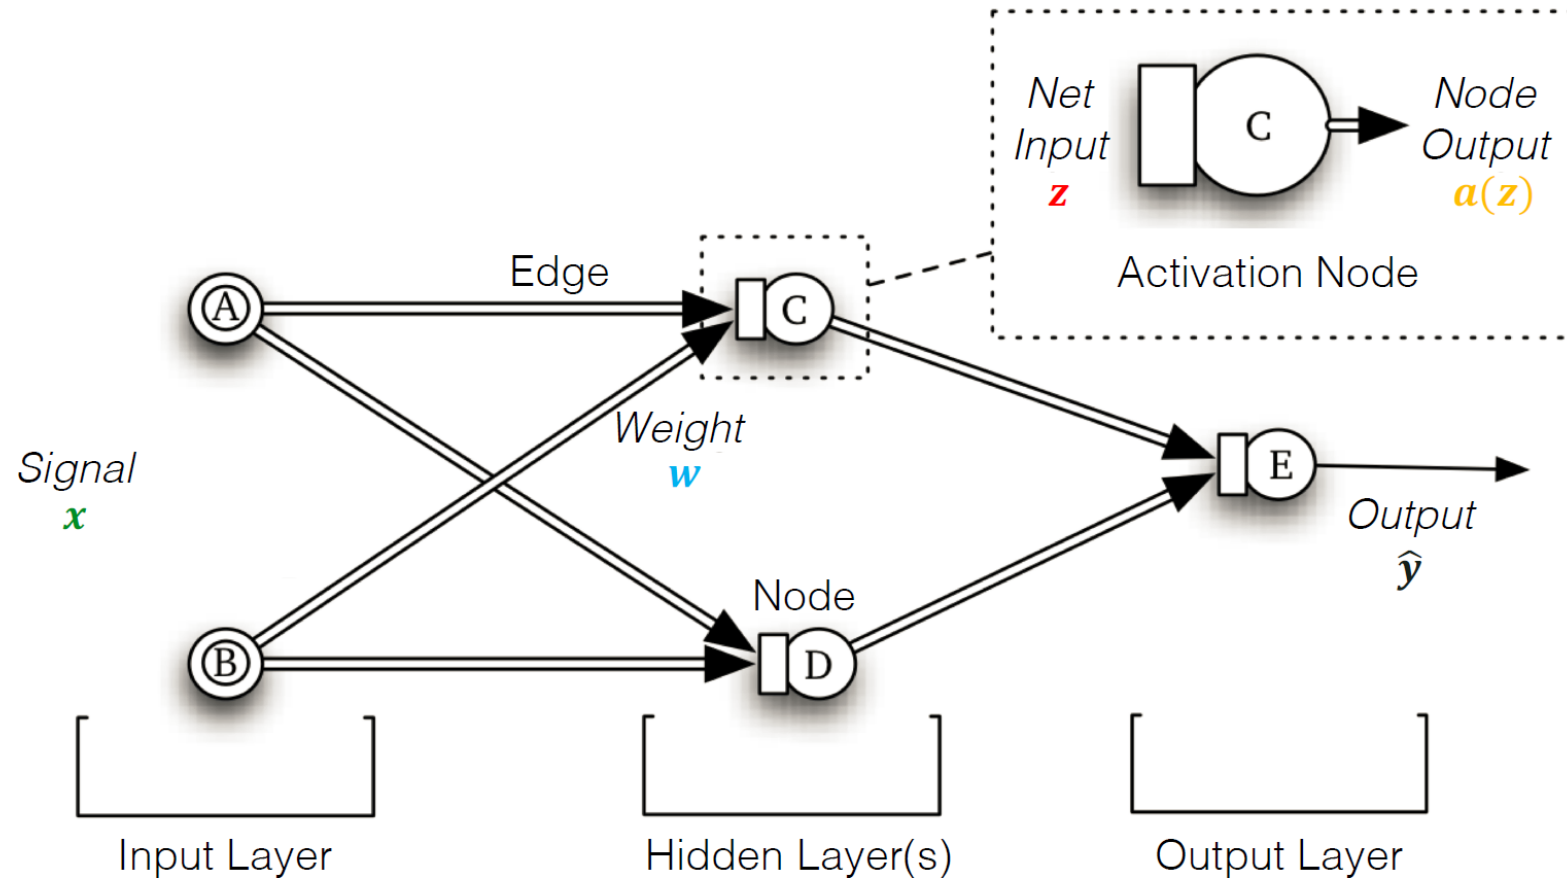 Net
Input
z
C
Node
Output
a(z)
Activation Node
Edge
A
C
Weight
w
Signal
x
E
Output
ŷ
Node
B
D
Input Layer
Hidden Layer(s)
Output Layer